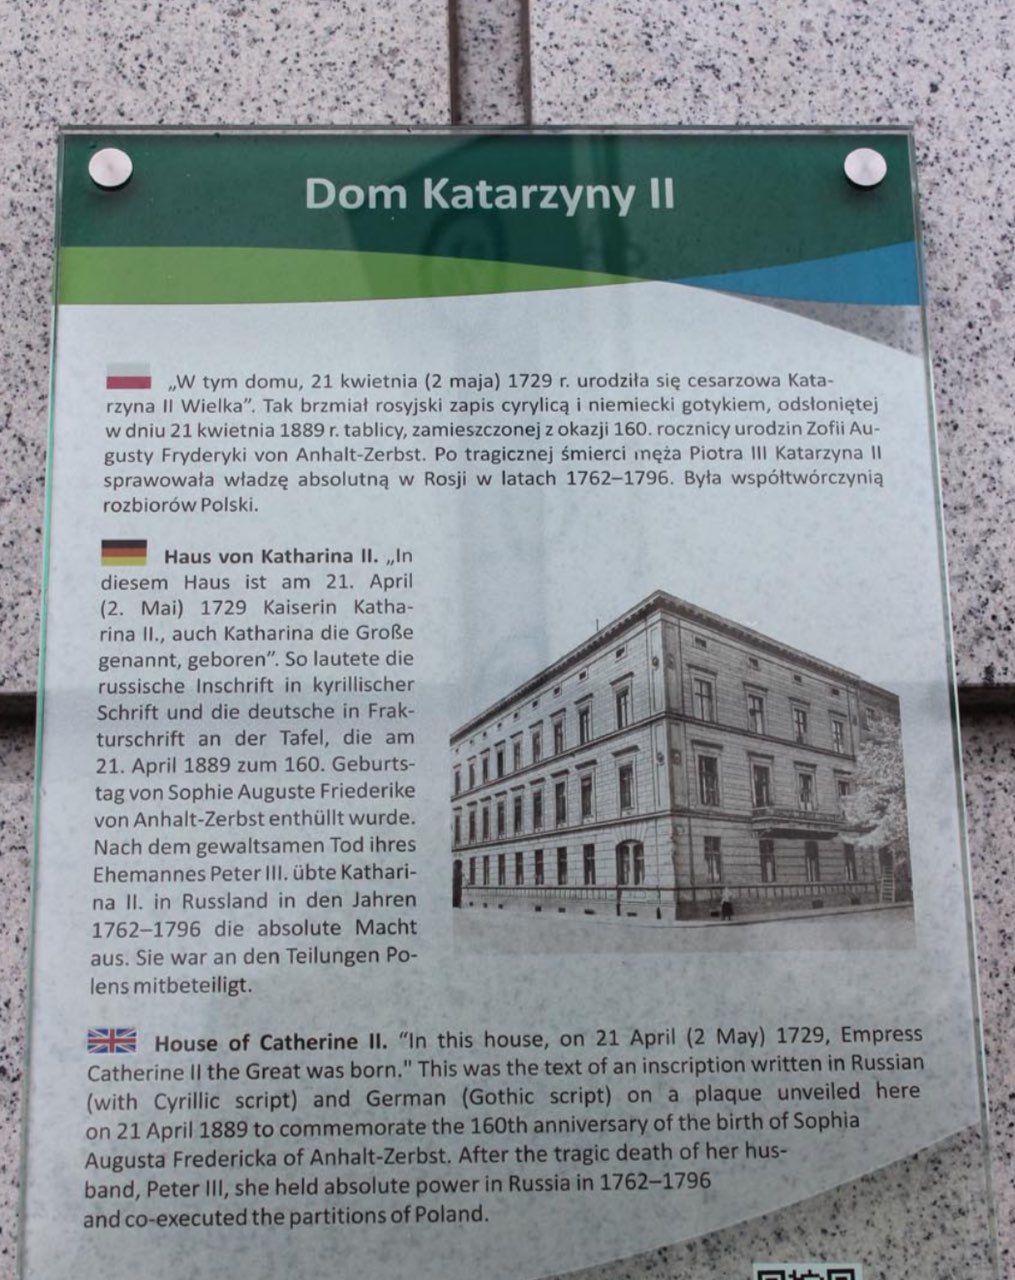 Dom Katarzyny II
„W tym domu, 21 kwietnia (2 maja) 1729 r. urodziła się cesarzowa Kata-
rzyna II Wielka”. Tak brzmiał rosyjski zapis cyrylicą i niemiecki gotykiem, odsłoniętej
w dniu 21 kwietnia 1889 r. tablicy, zamieszczonej z okazji 160. rocznicy urodzin Zofii Au-
gusty Fryderyki von Anhalt-Zerbst. Po tragicznej śmierci męża Piotra III Katarzyna II
sprawowała władzę absolutną w Rosji w latach 1762–1796. Była współtwórczynią
rozbiorów Polski.
Haus von Katharina II. „In
diesem Haus ist am 21. April
(2. Mai) 1729 Kaiserin Katha-
rina II., auch Katharina die Große
genannt, geboren”. So lautete die
russische Inschrift in kyrillischer
Schrift und die deutsche in Frak-
turschrift an der Tafel, die am
21. April 1889 zum 160. Geburts-
tag von Sophie Auguste Friederike
von Anhalt-Zerbst enthüllt wurde.
Nach dem gewaltsamen Tod ihres
Ehemannes Peter III. übte Kathari-
na II. in Russland in den Jahren
1762–1796 die absolute Macht
aus. Sie war an den Teilungen Po-
lens mitbeteiligt.
House of Catherine II. “In this house, on 21 April (2 May) 1729, Empress
Catherine II the Great was born." This was the text of an inscription written in Russian
(with Cyrillic script) and German (Gothic script) on a plaque unveiled here
on 21 April 1889 to commemorate the 160th anniversary of the birth of Sophia
Augusta Fredericka of Anhalt-Zerbst. After the tragic death of her hus-
band, Peter III, she held absolute power in Russia in 1762–1796
and co-executed the partitions of Poland.